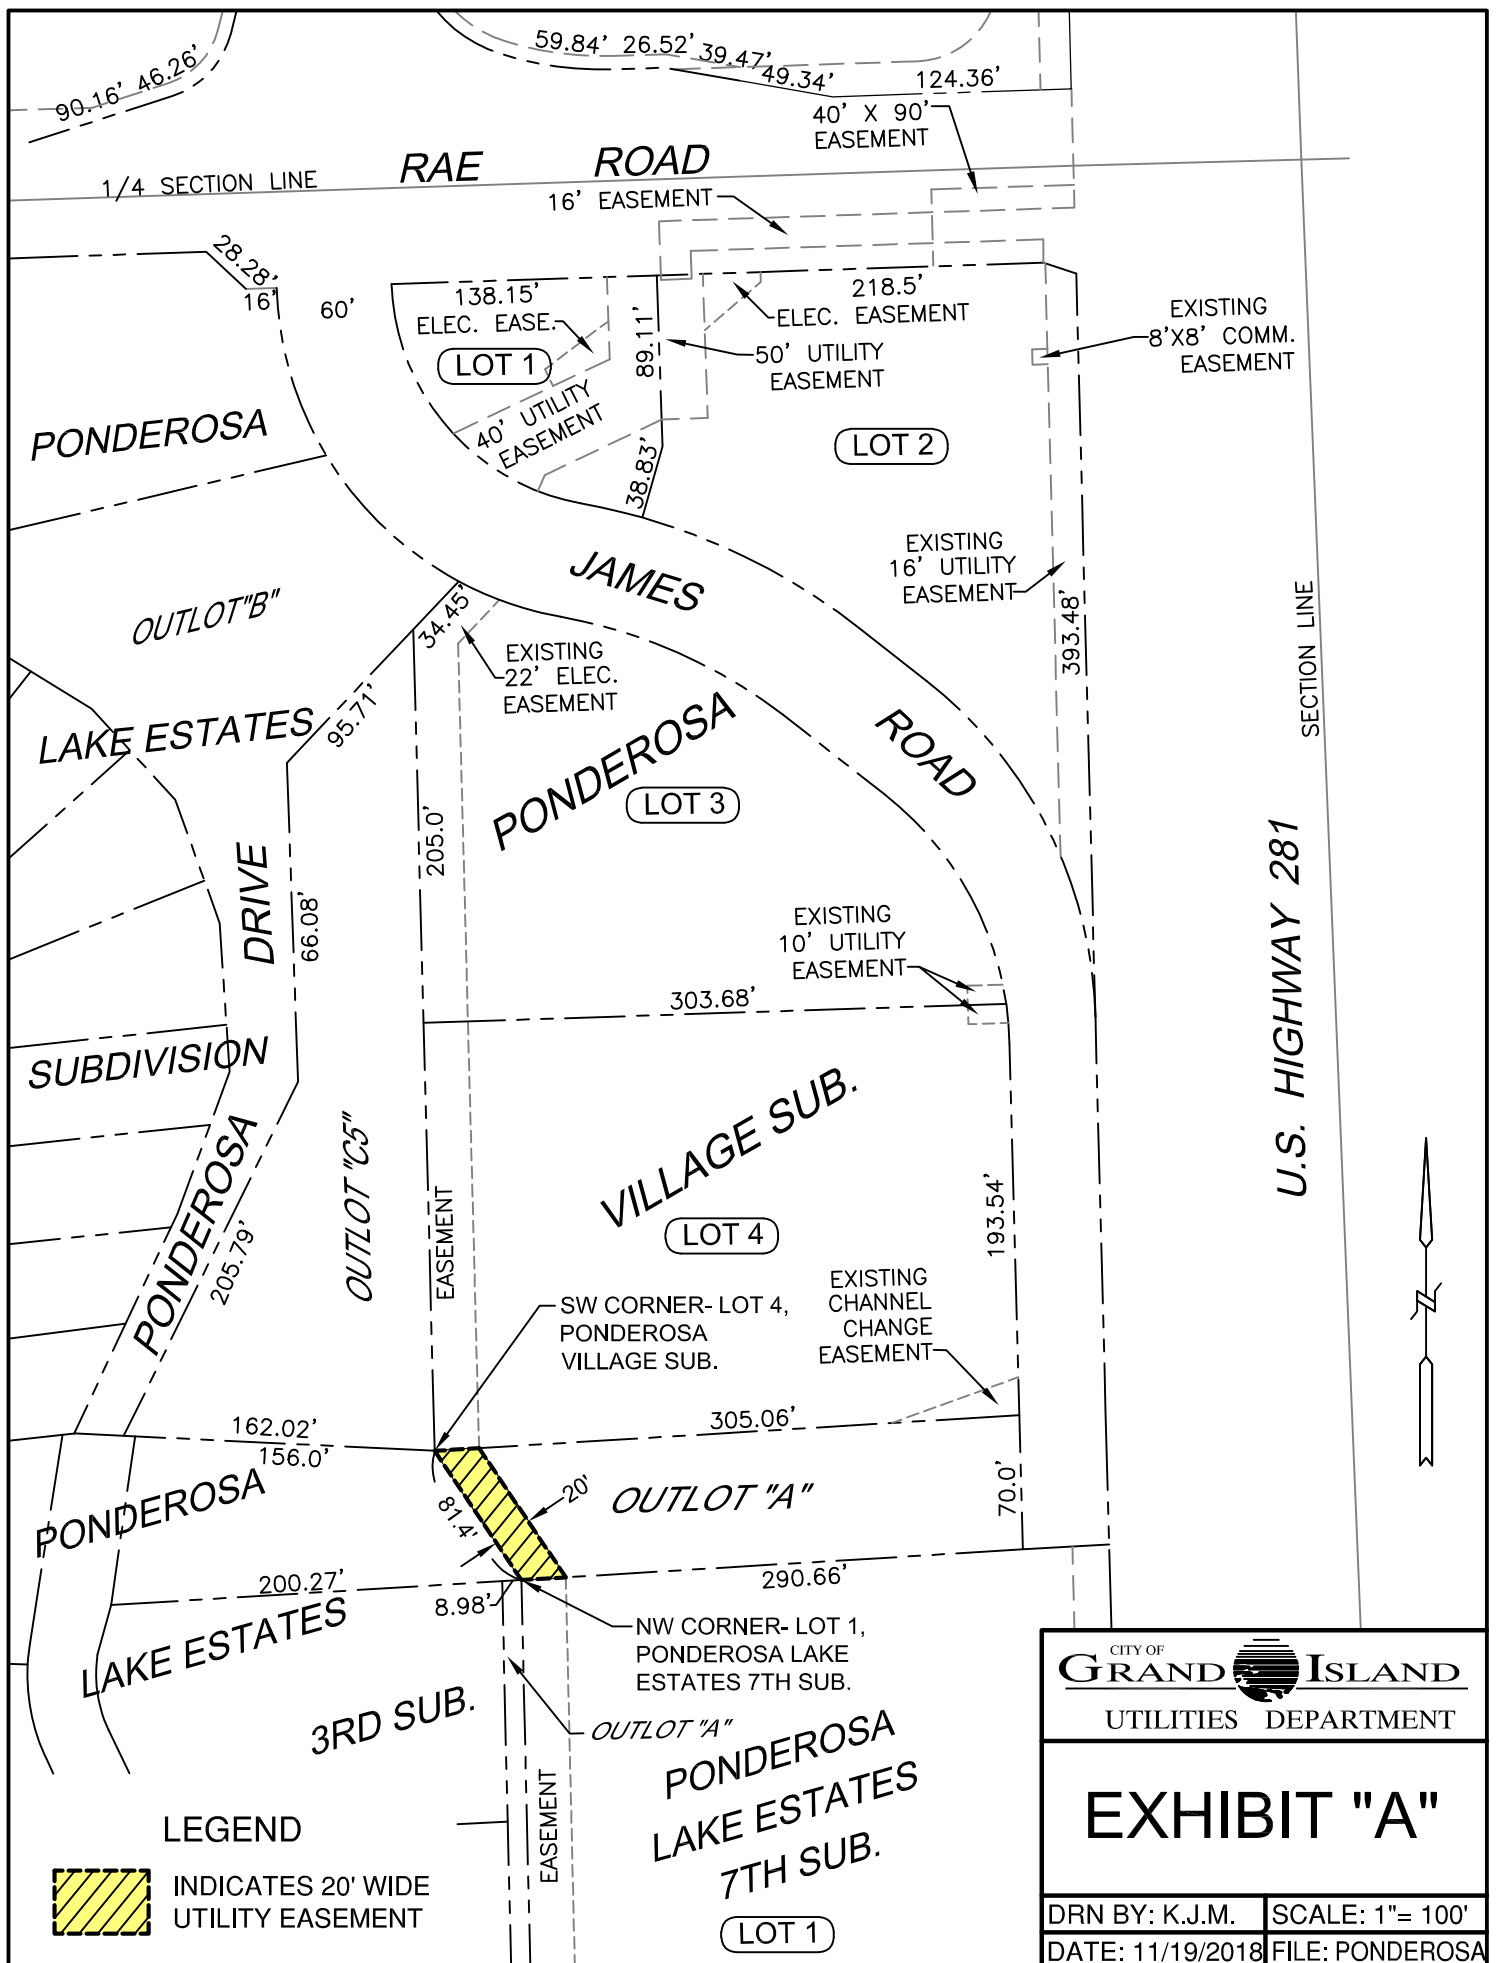 90.16' 46.26'
59.84' 26.52' 39.47' 49.34' 124.36'
40' X 90'
EASEMENT
RAE ROAD
1/4 SECTION LINE
16' EASEMENT
28.28'
16'
60'
138.15'
ELEC. EASE.
LOT 1
89.11'
218.5'
ELEC. EASEMENT
50' UTILITY
EASEMENT
EXISTING
8'X8' COMM.
EASEMENT
40' UTILITY
EASEMENT
38.83'
LOT 2
PONDEROSA
EXISTING
16' UTILITY
EASEMENT
393.48'
SECTION LINE
JAMES
ROAD
OUTLOT"B"
34.45'
EXISTING
22' ELEC.
EASEMENT
LAKE ESTATES
95.71'
PONDEROSA
LOT 3
205.0'
DRIVE
66.08'
EXISTING
10' UTILITY
EASEMENT
U.S. HIGHWAY 281
303.68'
SUBDIVISION
VILLAGE SUB.
PONDEROSA
205.79'
OUTLOT "C5"
EASEMENT
LOT 4
193.54'
SW CORNER- LOT 4,
PONDEROSA
VILLAGE SUB.
EXISTING
CHANNEL
CHANGE
EASEMENT
162.02'
156.0'
305.06'
PONDEROSA
81.4'
20'
OUTLOT "A"
70.0'
200.27'
8.98'
290.66'
LAKE ESTATES
NW CORNER- LOT 1,
PONDEROSA LAKE
ESTATES 7TH SUB.
3RD SUB.
OUTLOT "A"
EASEMENT
PONDEROSA
LAKE ESTATES
7TH SUB.
LOT 1
LEGEND
INDICATES 20' WIDE
UTILITY EASEMENT
CITY OF
GRAND ISLAND
UTILITIES DEPARTMENT
EXHIBIT "A"
DRN BY: K.J.M.
SCALE: 1"= 100'
DATE: 11/19/2018
FILE: PONDEROSA
N